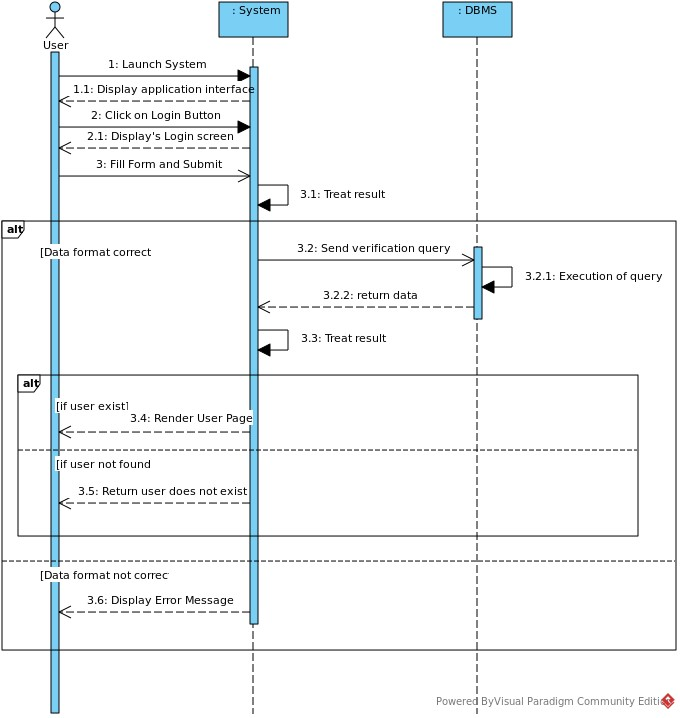 : System
: DBMS
User
1: Launch System
1.1: Display application interface
2: Click on Login Button
2.1: Display's Login screen
3: Fill Form and Submit
3.1: Treat result
alt
[Data format correct
3.2: Send verification query
3.2.1: Execution of query
3.2.2: return data
3.3: Treat result
alt
[if user exist]
3.4: Render User Page
[if user not found
3.5: Return user does not exist
[Data format not correc
3.6: Display Error Message
Powered ByVisual Paradigm Community Edition